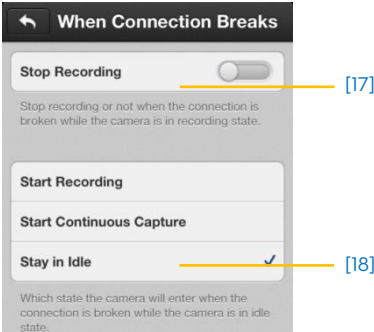 When Connection Breaks
Stop Recording
[17]
Stop recording or not when the connection is
broken while the camera is in recording state.
Start Recording
Start Continuous Capture
Stay in Idle
[18]
Which state the camera will enter when the
connection is broken while the camera is in idle
state.